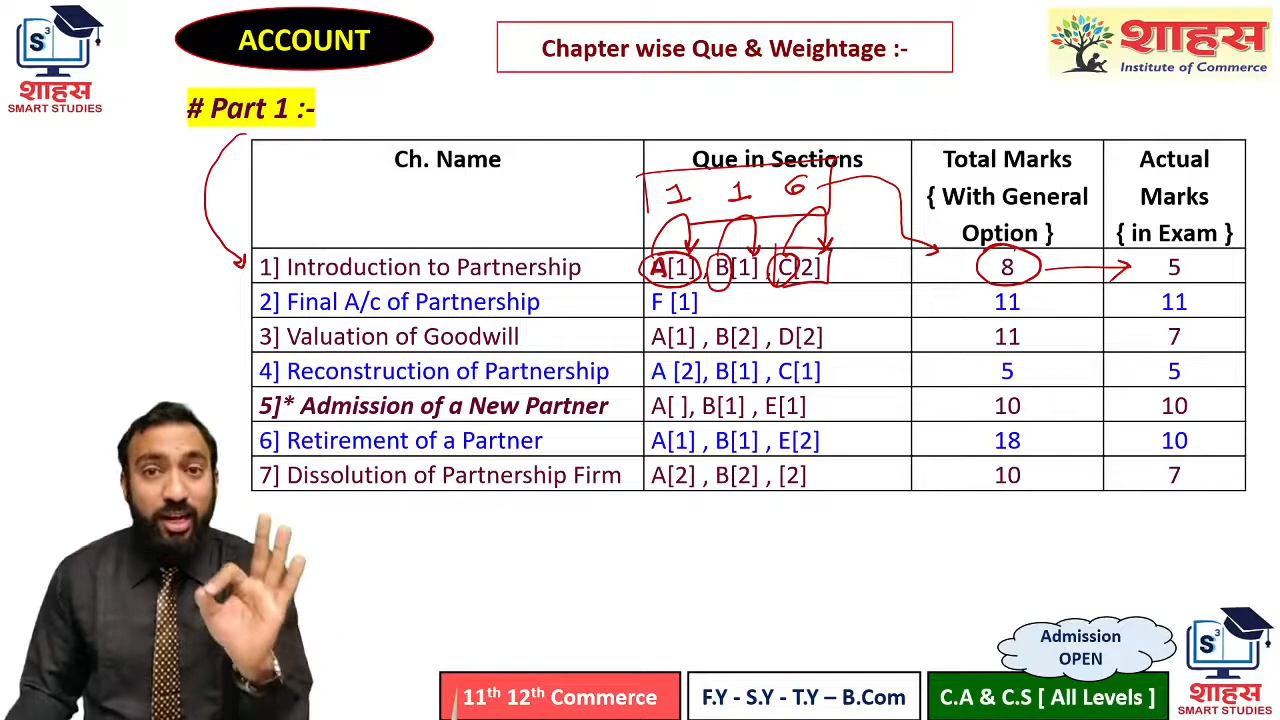 S³
शाहस
SMART STUDIES
ACCOUNT
Chapter wise Que & Weightage :-
शाहस
Institute of Commerce
# Part 1 :-
Ch. Name
Que in Sections
Total Marks
{ With General
Option }
Actual
Marks
{ in Exam }
1 1 6
1] Introduction to Partnership A[1] , B[1] , C[2] 8 5
2] Final A/c of Partnership F [1] 11 11
3] Valuation of Goodwill A[1] , B[2] , D[2] 11 7
4] Reconstruction of Partnership A [2], B[1] , C[1] 5 5
5]* Admission of a New Partner A[ ], B[1] , E[1] 10 10
6] Retirement of a Partner A[1] , B[1] , E[2] 18 10
7] Dissolution of Partnership Firm A[2] , B[2] , [2] 10 7
Admission
OPEN
11th 12th Commerce
F.Y - S.Y - T.Y – B.Com
C.A & C.S [ All Levels ]
S³
शाहस
SMART STUDIES